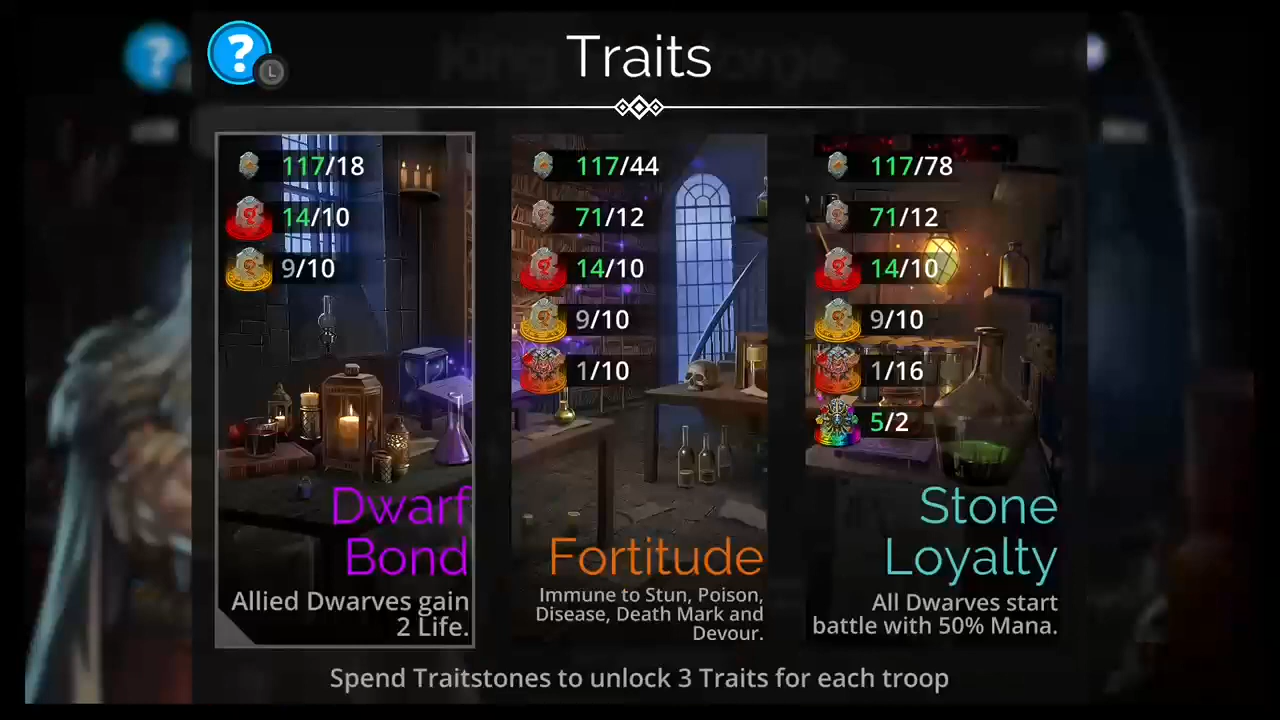 Traits
?
L
117/18
14/10
9/10
Dwarf
Bond
Allied Dwarves gain
2 Life.
117/44
71/12
14/10
9/10
1/10
Fortitude
Immune to Stun, Poison,
Disease, Death Mark and
Devour.
117/78
71/12
14/10
9/10
1/16
5/2
Stone
Loyalty
All Dwarves start
battle with 50% Mana.
Spend Traitstones to unlock 3 Traits for each troop